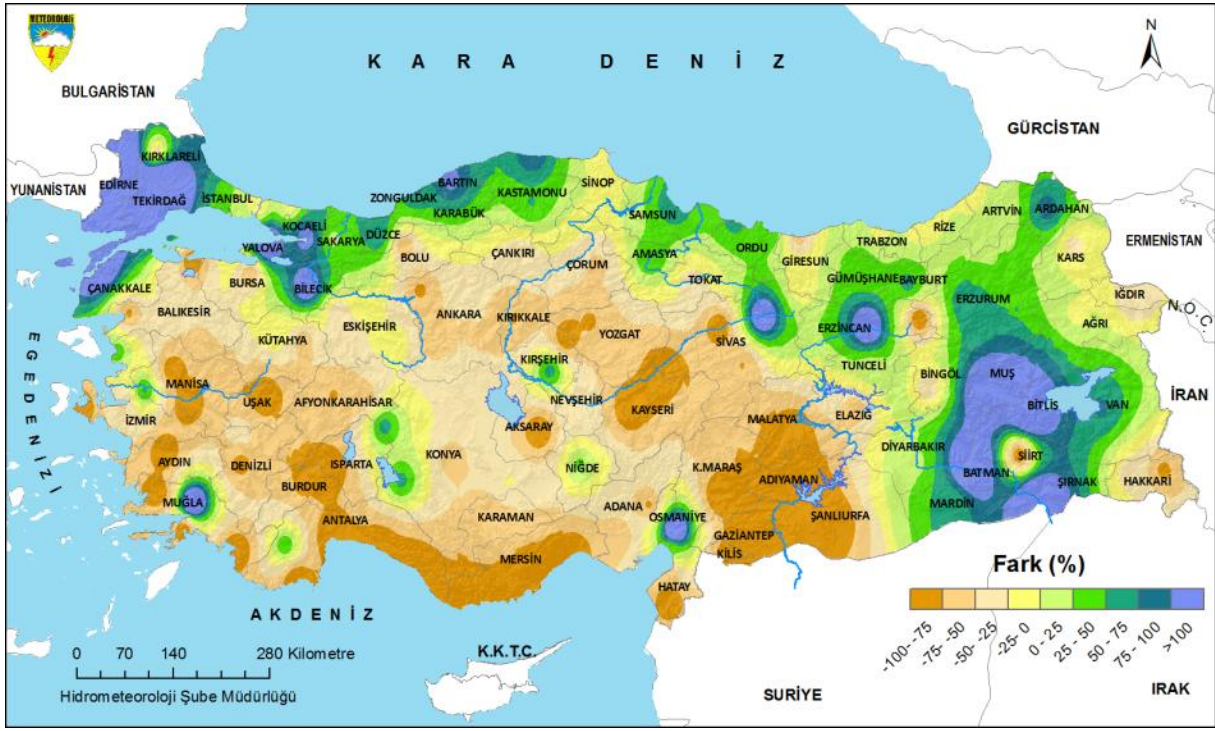 METEOROLOJİ
N
K A R A D E N İ Z
BULGARİSTAN
GÜRCİSTAN
YUNANİSTAN
ERMENİSTAN
N.Ö.C.
İRAN
EGE DENİZİ
KIRKLARELİ
EDİRNE
TEKİRDAĞ
İSTANBUL
KOCAELİ
YALOVA
SAKARYA
DÜZCE
ZONGULDAK
BARTIN
KARABÜK
KASTAMONU
SİNOP
SAMSUN
ORDU
GİRESUN
TRABZON
RİZE
ARTVİN
ARDAHAN
KARS
IĞDIR
AĞRI
ÇANAKKALE
BALIKESİR
BURSA
BİLECİK
BOLU
ÇANKIRI
ÇORUM
AMASYA
TOKAT
GÜMÜŞHANE
BAYBURT
ERZURUM
KÜTAHYA
ESKİŞEHİR
ANKARA
KIRIKKALE
YOZGAT
SİVAS
ERZİNCAN
TUNCELİ
BİNGÖL
MUŞ
BİTLİS
VAN
MANİSA
İZMİR
UŞAK
AFYONKARAHİSAR
KIRŞEHİR
NEVŞEHİR
AKSARAY
KAYSERİ
MALATYA
ELAZIĞ
DİYARBAKIR
BATMAN
SİİRT
ŞIRNAK
HAKKARİ
AYDIN
DENİZLİ
ISPARTA
BURDUR
KONYA
NİĞDE
K.MARAŞ
ADIYAMAN
MARDİN
MUĞLA
ANTALYA
KARAMAN
MERSİN
ADANA
OSMANİYE
GAZİANTEP
KİLİS
ŞANLIURFA
HATAY
A K D E N İ Z
K.K.T.C.
SURİYE
IRAK
0 70 140 280 Kilometre
Hidrometeoroloji Şube Müdürlüğü
Fark (%)
-100--75
-75--50
-50--25
-25- 0
0 - 25
25 - 50
50 - 75
75 - 100
>100